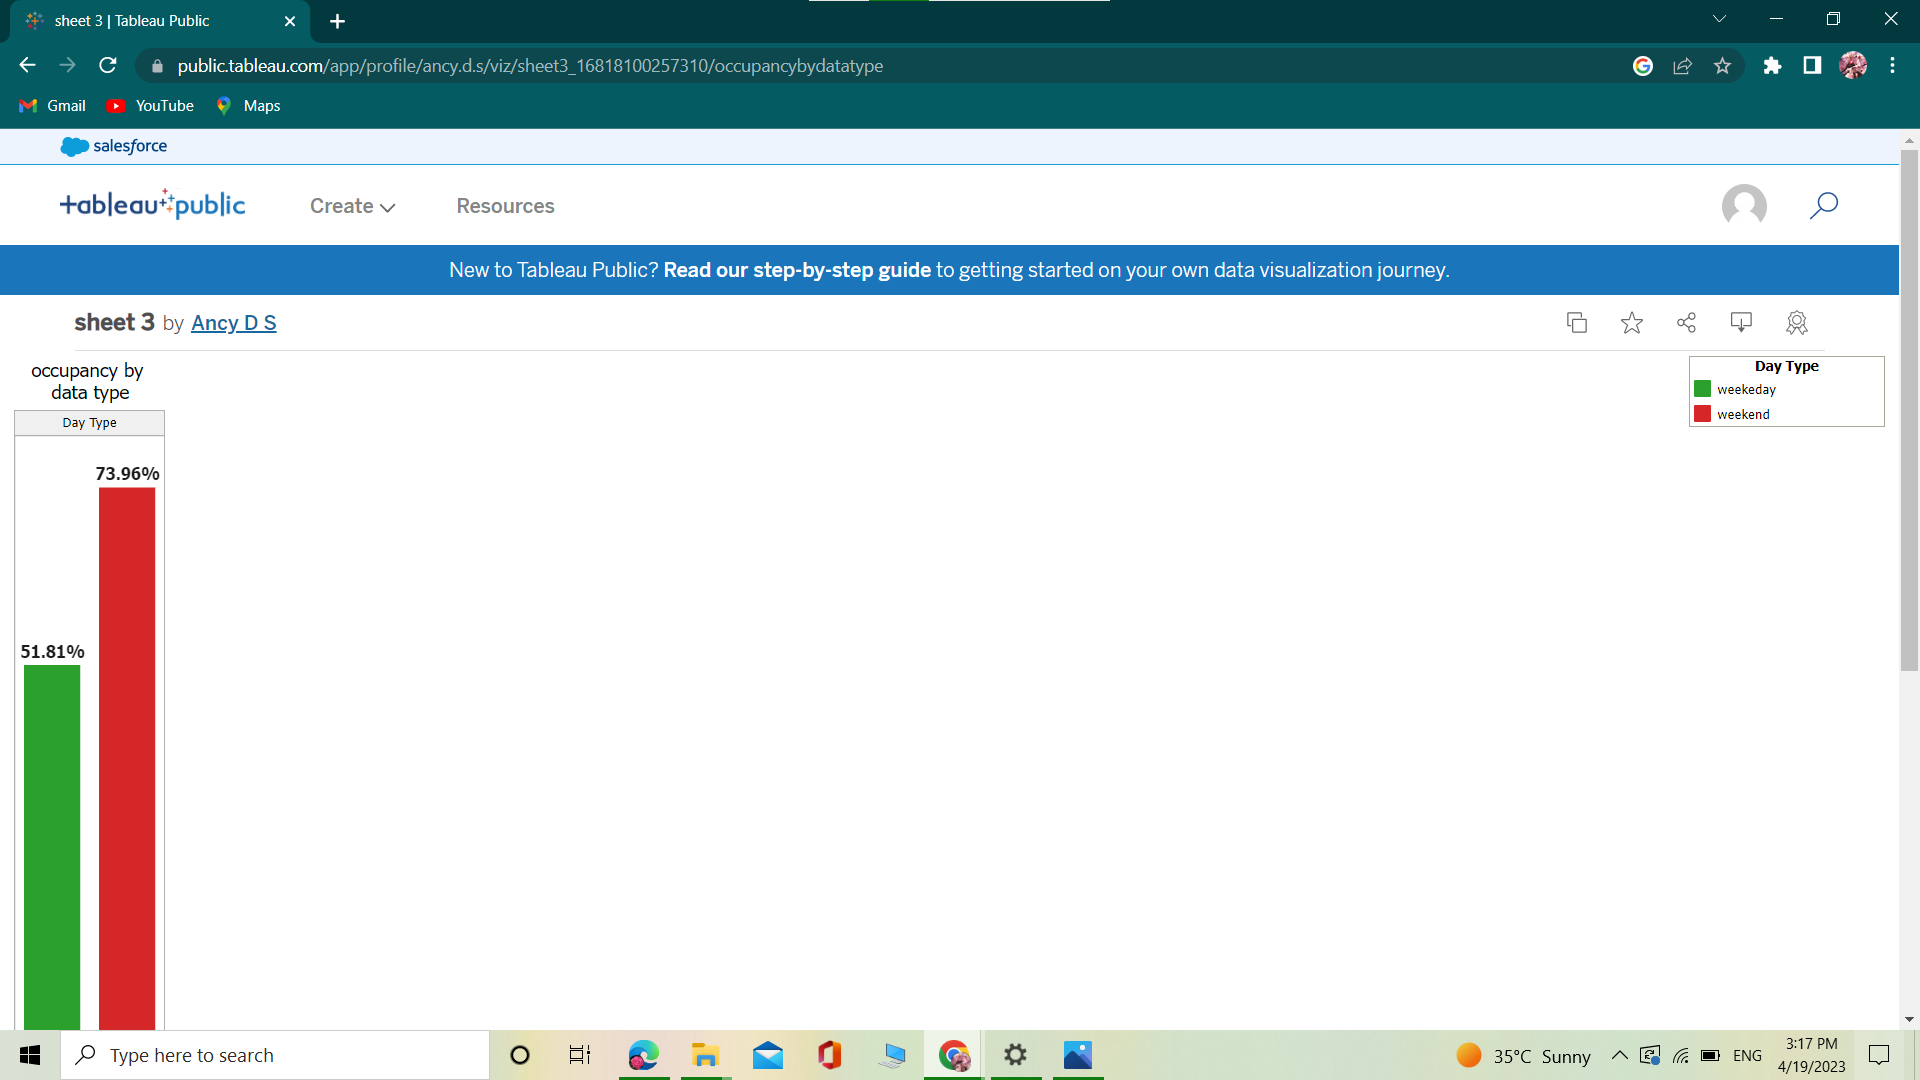 sheet 3 | Tableau Public
public.tableau.com/app/profile/ancy.d.s/viz/sheet3_16818100257310/occupancybydatatype
Gmail YouTube Maps
salesforce
+ableau public
Create Resources
New to Tableau Public? Read our step-by-step guide to getting started on your own data visualization journey.
sheet 3 by Ancy D S
occupancy by
data type
Day Type
73.96%
51.81%
Day Type
weekeday
weekend
Type here to search
35°C Sunny
ENG
3:17 PM
4/19/2023